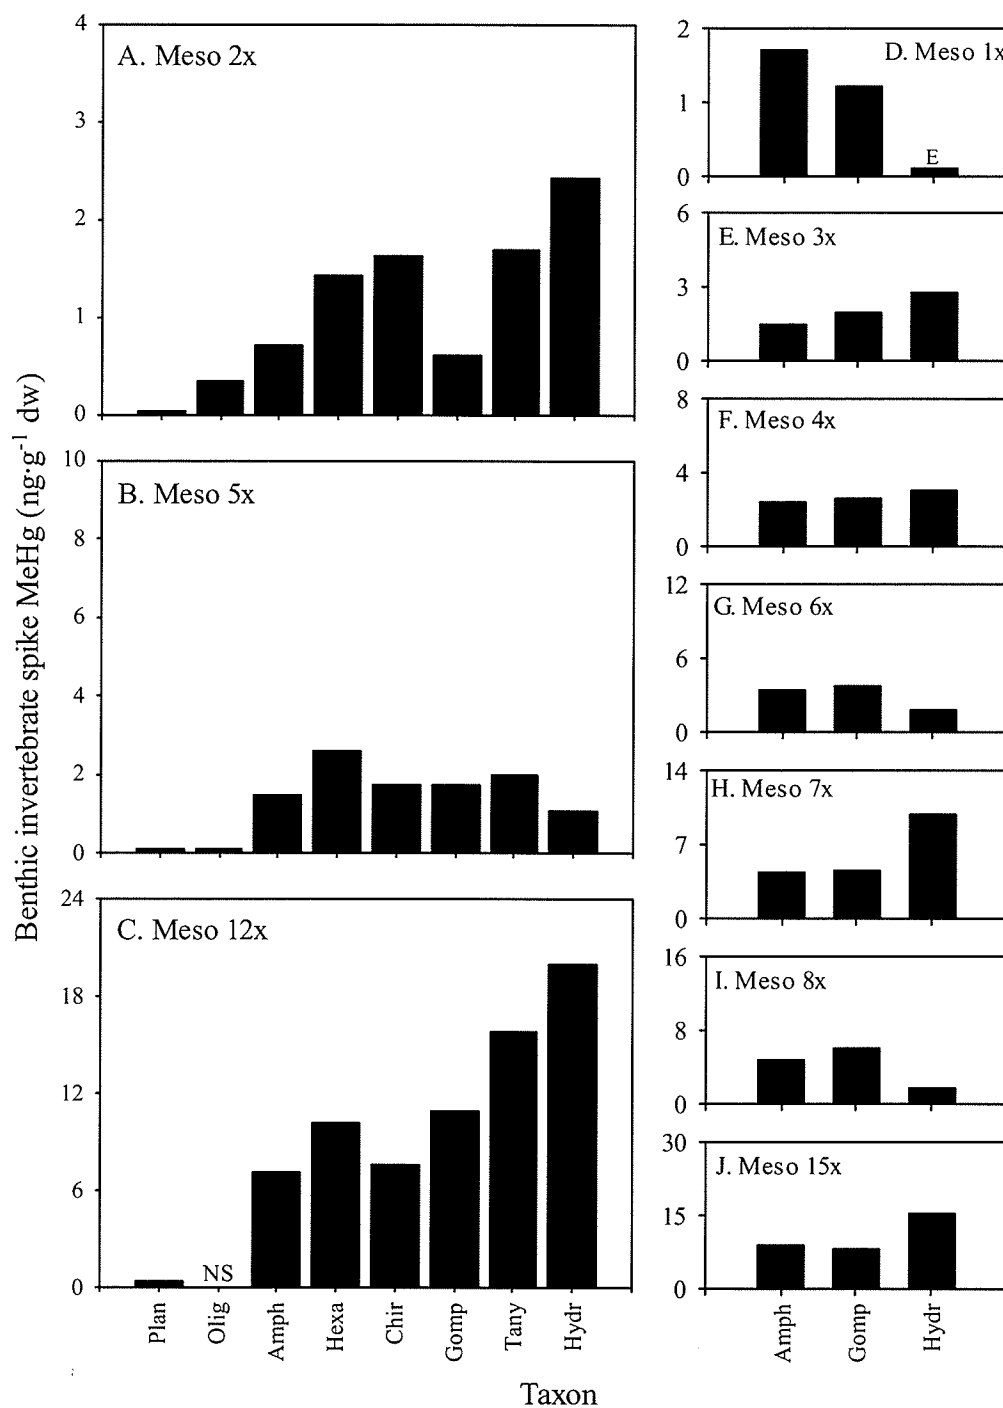 Benthic invertebrate spike MeHg (ng·g⁻¹ dw)
A. Meso 2x
4
3
2
1
0
B. Meso 5x
10
8
6
4
2
0
C. Meso 12x
24
18
12
6
0
NS
Plan
Olig
Amph
Hexa
Chir
Gomp
Tany
Hydr
D. Meso 1x
2
1
0
E
E. Meso 3x
6
3
0
F. Meso 4x
8
4
0
G. Meso 6x
12
6
0
H. Meso 7x
14
7
0
I. Meso 8x
16
8
0
J. Meso 15x
30
15
0
Amph
Gomp
Hydr
Taxon